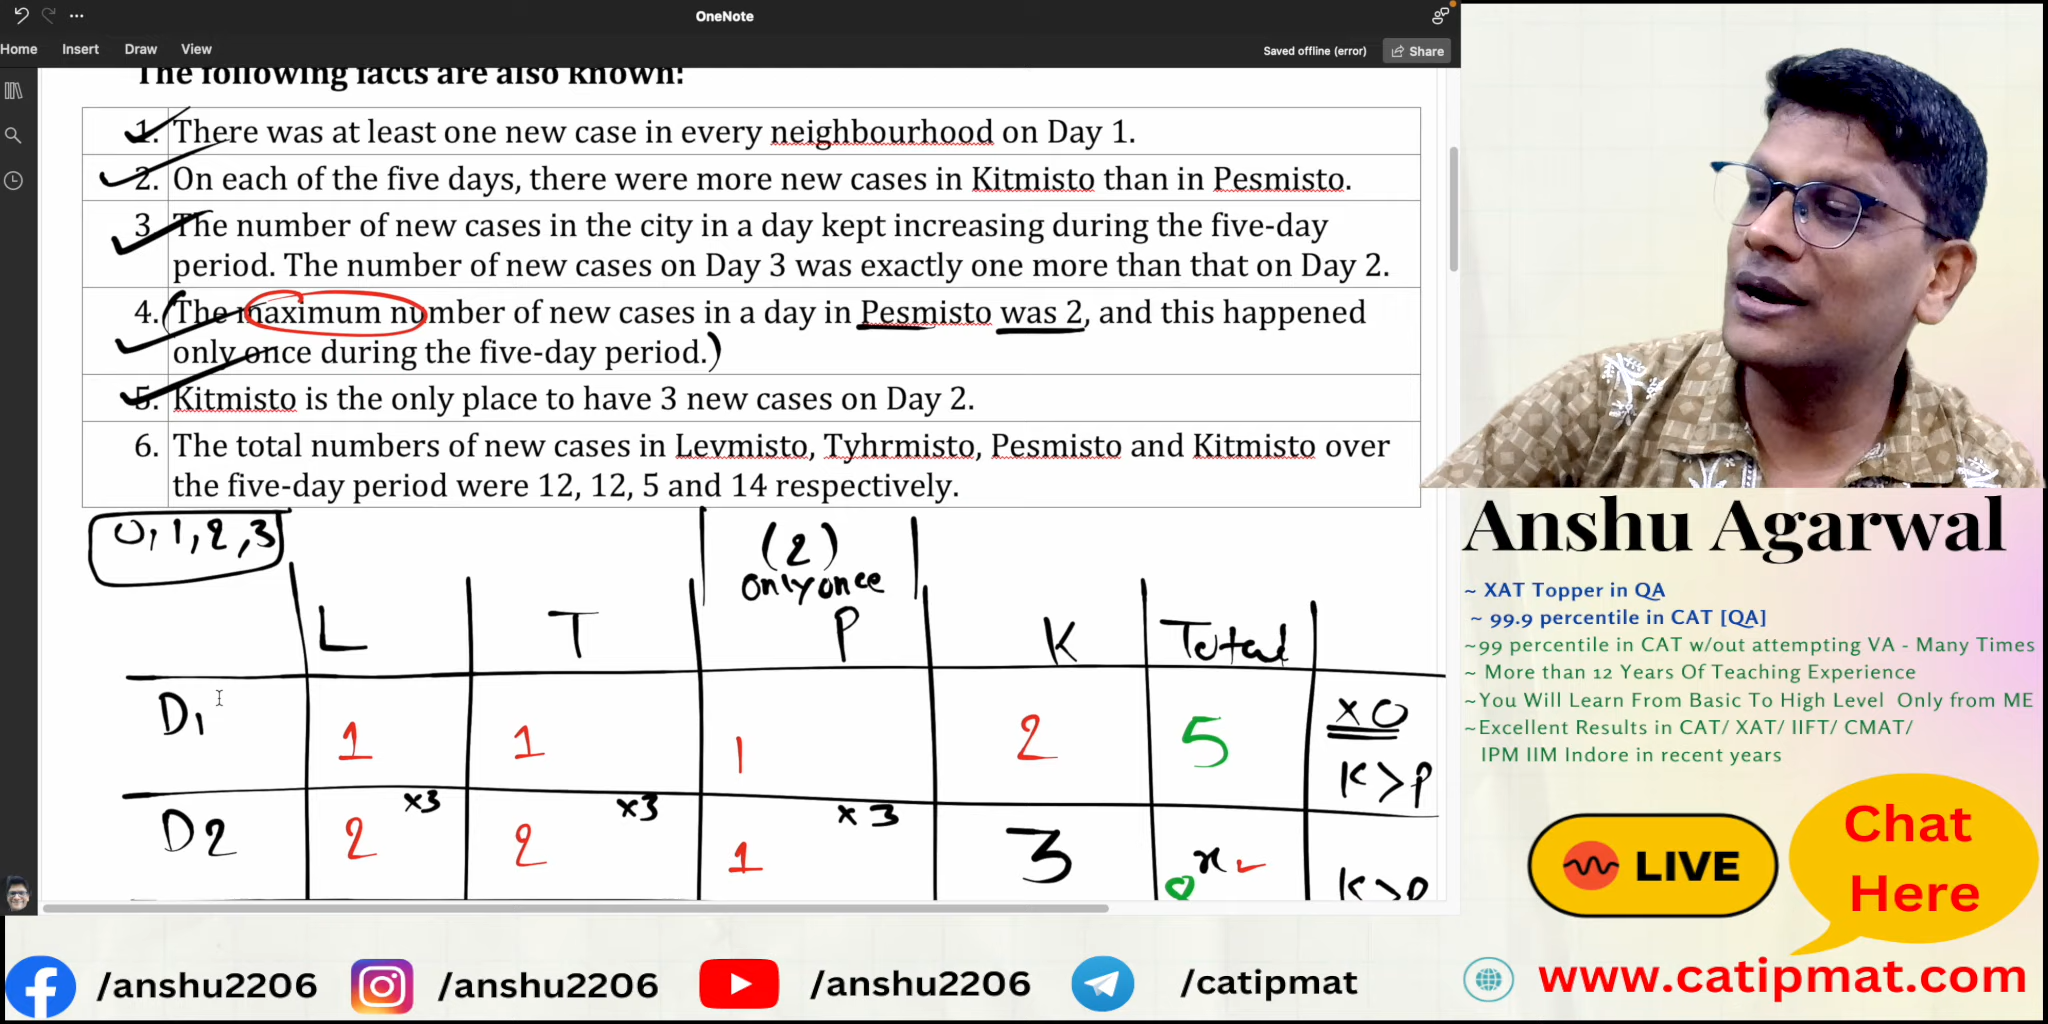 OneNote
Home Insert Draw View
Saved offline (error) Share
The following facts are also known:
1. There was at least one new case in every neighbourhood on Day 1.
2. On each of the five days, there were more new cases in Kitmisto than in Pesmisto.
3. The number of new cases in the city in a day kept increasing during the five-day
period. The number of new cases on Day 3 was exactly one more than that on Day 2.
4. (The maximum number of new cases in a day in Pesmisto was 2, and this happened
only once during the five-day period.)
5. Kitmisto is the only place to have 3 new cases on Day 2.
6. The total numbers of new cases in Levmisto, Tyhrmisto, Pesmisto and Kitmisto over
the five-day period were 12, 12, 5 and 14 respectively.
0, 1, 2, 3
(2)
only once
L T P K Total
D1 1 1 1 2 5 x0
K>P
x3 x3 x3
D2 2 2 1 3 x
K>P
Anshu Agarwal
~ XAT Topper in QA
~ 99.9 percentile in CAT [QA]
~99 percentile in CAT w/out attempting VA - Many Times
~ More than 12 Years Of Teaching Experience
~You Will Learn From Basic To High Level Only from ME
~Excellent Results in CAT/ XAT/ IIFT/ CMAT/
IPM IIM Indore in recent years
LIVE
Chat
Here
/anshu2206 /anshu2206 /anshu2206 /catipmat www.catipmat.com